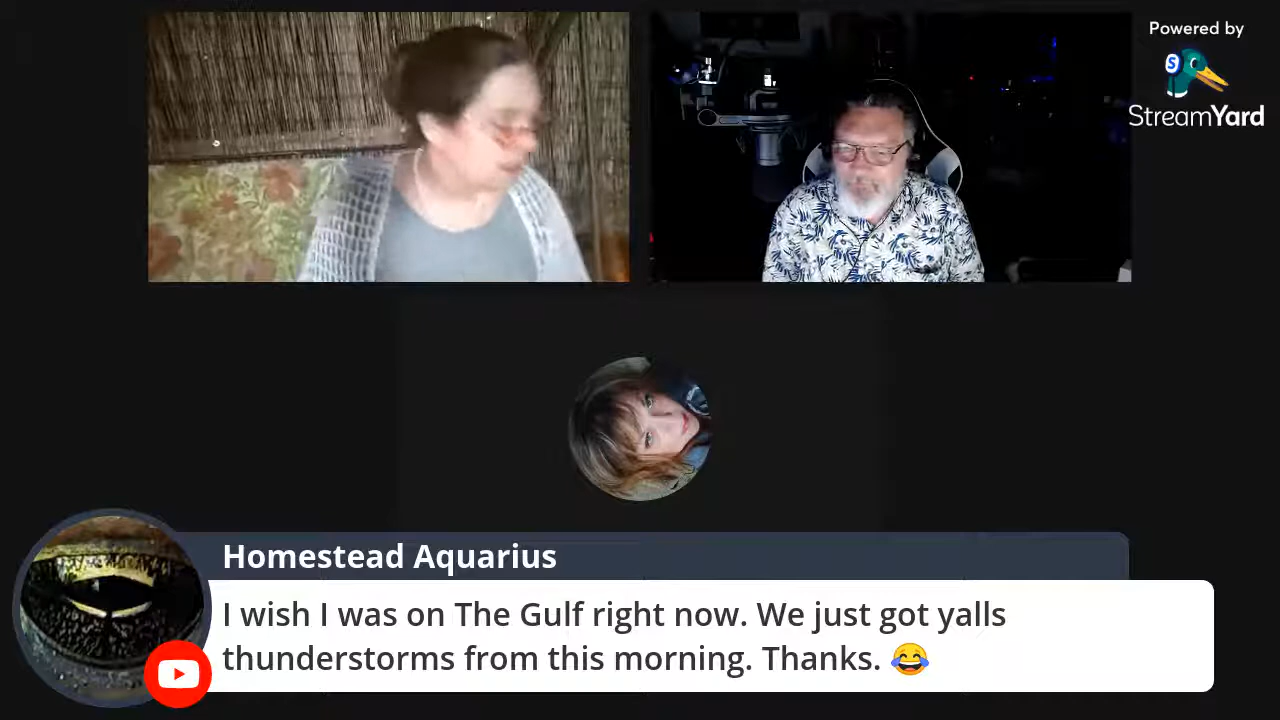 Powered by
StreamYard
Homestead Aquarius
I wish I was on The Gulf right now. We just got yalls
thunderstorms from this morning. Thanks. 😂